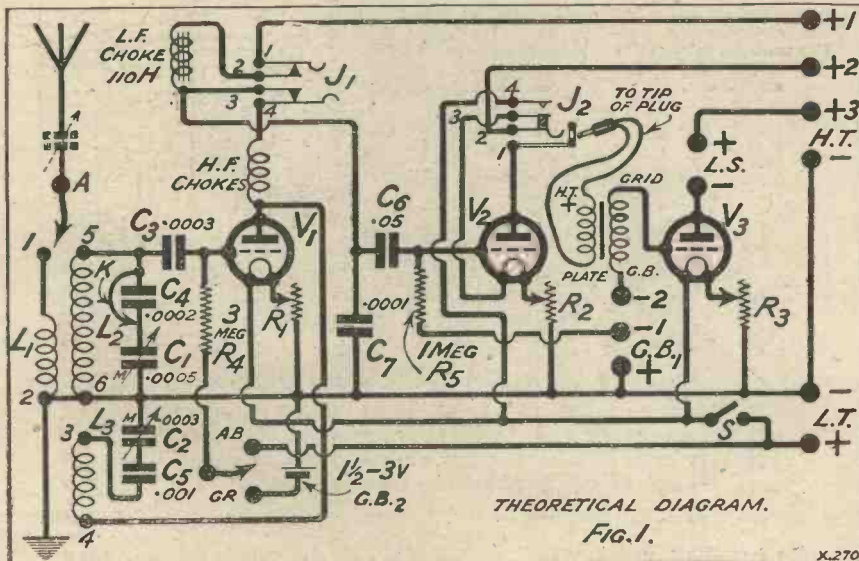 L.F.
CHOKE
110H
1
2
3
4
J1
+1
+2
+3
H.T.
-
A
H.F.
CHOKES
4
3
2
1
J2
TO TIP
OF PLUG
+
L.S.
-
1
5
C3 .0003
V1
C6
.05
V2
H.T.
+
GRID
V3
PLATE
G.B.
K
C4
.0002
L2
C1
.0005
M
3
MEG
R4
R1
.0001
C7
1 MEG
R5
R2
-2
-1
G.B.1
+
R3
L1
2
6
L3
3
4
M
.0003
C2
C5
.001
AB
GR
1½-3V
G.B.2
S
-
L.T.
+
THEORETICAL DIAGRAM.
FIG.1.
X.270